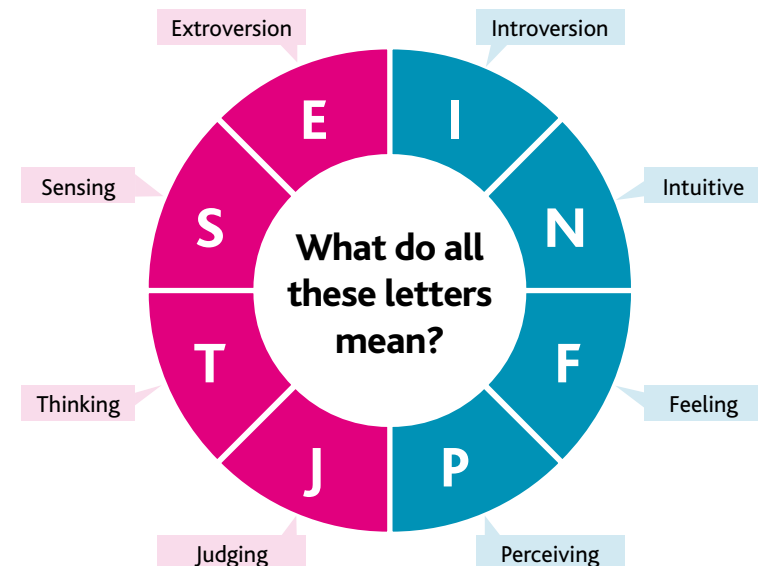 Extroversion
Introversion
E
I
Sensing
Intuitive
S
N
What do all
these letters
mean?
T
F
Thinking
Feeling
J
P
Judging
Perceiving